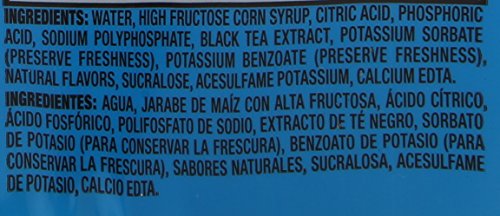 INGREDIENTS: WATER, HIGH FRUCTOSE CORN SYRUP, CITRIC ACID, PHOSPHORIC
ACID, SODIUM POLYPHOSPHATE, BLACK TEA EXTRACT, POTASSIUM SORBATE
(PRESERVE FRESHNESS), POTASSIUM BENZOATE (PRESERVE FRESHNESS),
NATURAL FLAVORS, SUCRALOSE, ACESULFAME POTASSIUM, CALCIUM EDTA.
INGREDIENTES: AGUA, JARABE DE MAÍZ CON ALTA FRUCTOSA, ÁCIDO CÍTRICO,
ÁCIDO FOSFÓRICO, POLIFOSFATO DE SODIO, EXTRACTO DE TÉ NEGRO, SORBATO
DE POTASIO (PARA CONSERVAR LA FRESCURA), BENZOATO DE POTASIO (PARA
CONSERVAR LA FRESCURA), SABORES NATURALES, SUCRALOSA, ACESULFAME
DE POTASIO, CALCIO EDTA.